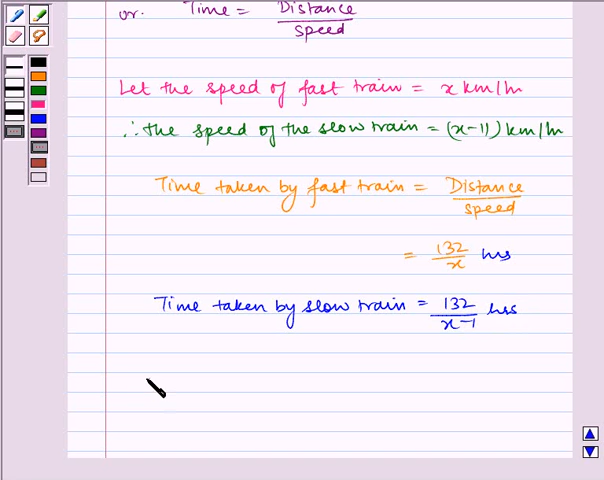 or. Time = Distance / speed
Let the speed of fast train = x km/h
∴ the speed of the slow train = (x-11) km/h
Time taken by fast train = Distance / speed
= 132/x hrs
Time taken by slow train = 132/x-1 hrs